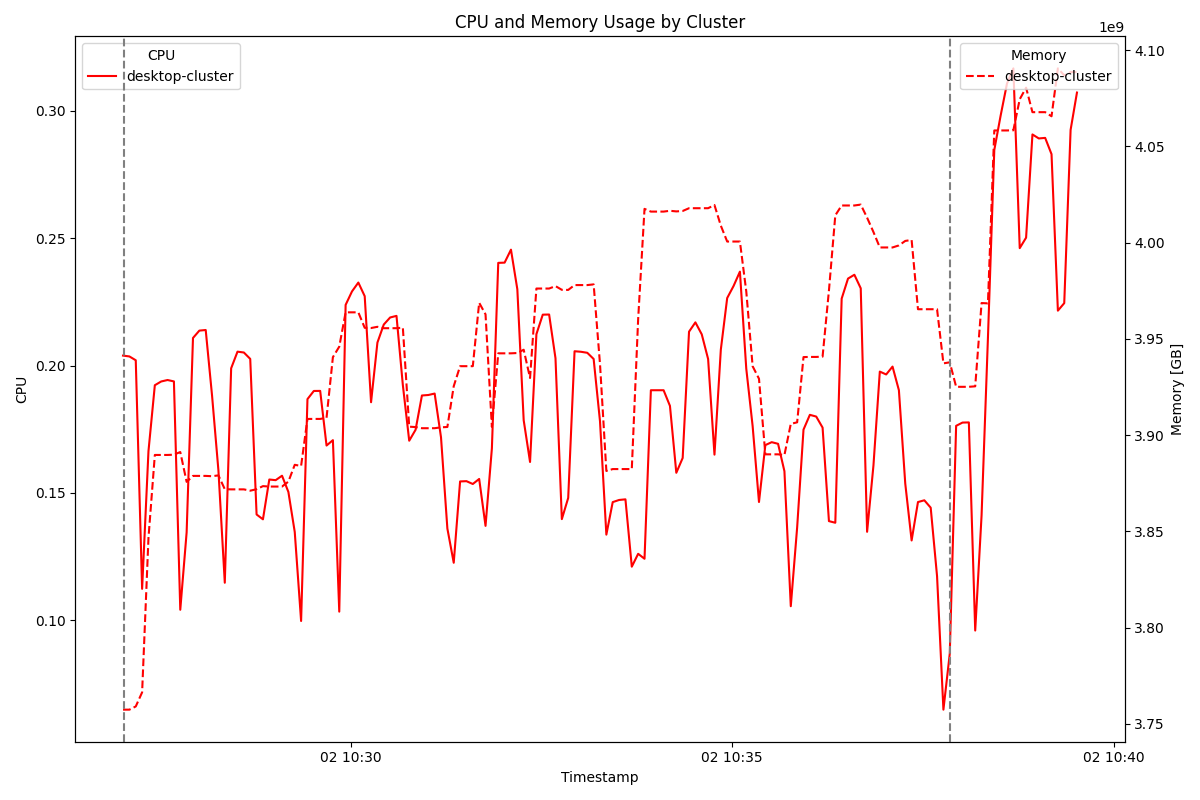 CPU and Memory Usage by Cluster
1e9
CPU
desktop-cluster
Memory
desktop-cluster
0.30
0.25
0.20
0.15
0.10
CPU
4.10
4.05
4.00
3.95
3.90
3.85
3.80
3.75
Memory [GB]
02 10:30
02 10:35
02 10:40
Timestamp